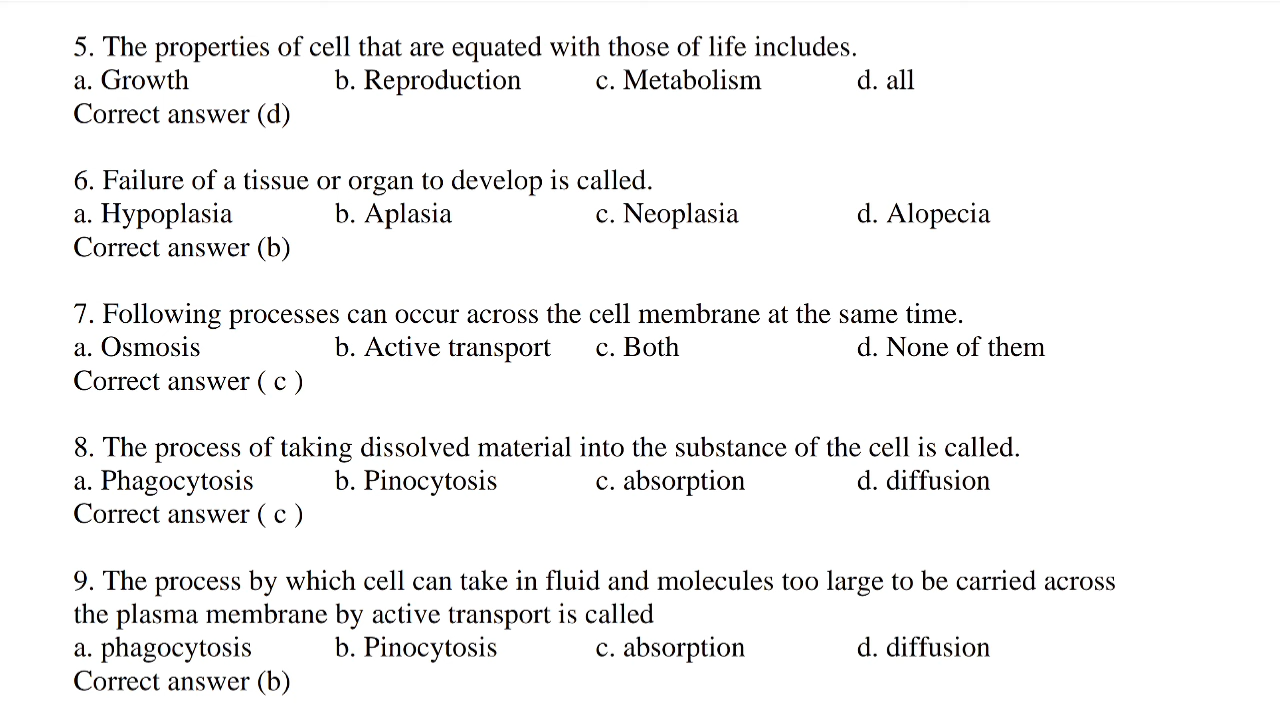 5. The properties of cell that are equated with those of life includes.
a. Growth b. Reproduction c. Metabolism d. all
Correct answer (d)
6. Failure of a tissue or organ to develop is called.
a. Hypoplasia b. Aplasia c. Neoplasia d. Alopecia
Correct answer (b)
7. Following processes can occur across the cell membrane at the same time.
a. Osmosis b. Active transport c. Both d. None of them
Correct answer ( c )
8. The process of taking dissolved material into the substance of the cell is called.
a. Phagocytosis b. Pinocytosis c. absorption d. diffusion
Correct answer ( c )
9. The process by which cell can take in fluid and molecules too large to be carried across
the plasma membrane by active transport is called
a. phagocytosis b. Pinocytosis c. absorption d. diffusion
Correct answer (b)